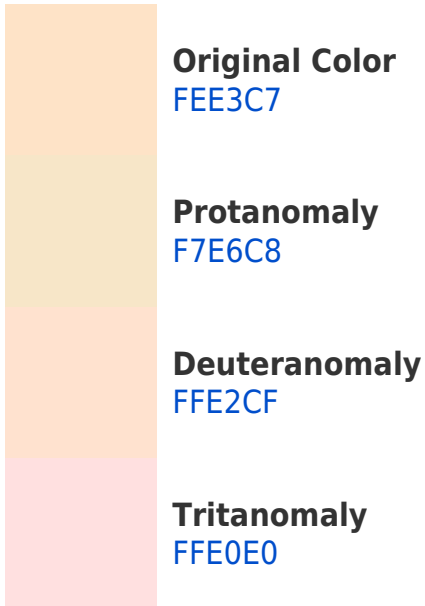 Original Color
FEE3C7
Protanomaly
F7E6C8
Deuteranomaly
FFE2CF
Tritanomaly
FFE0E0